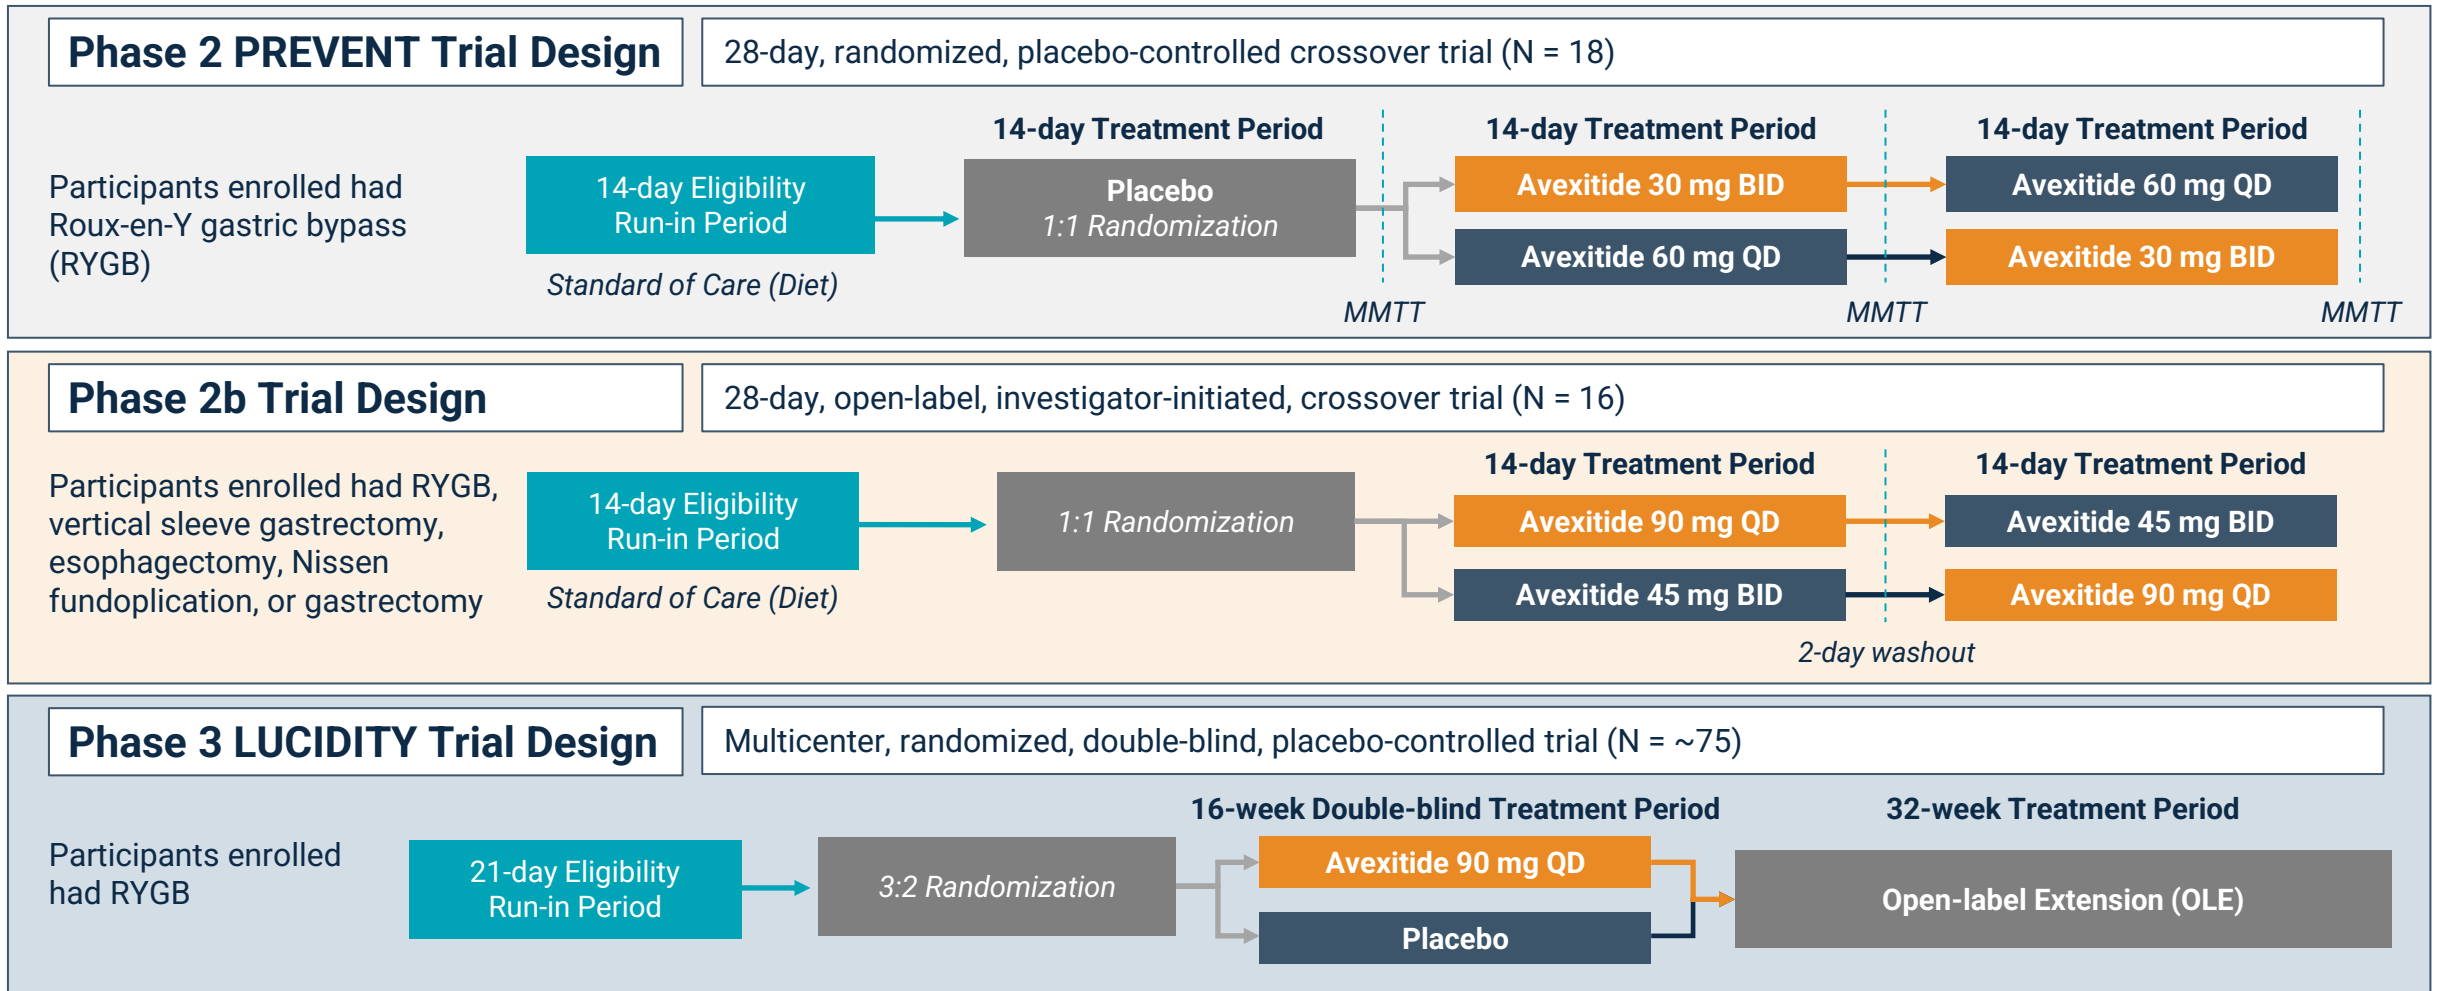 Phase 2 PREVENT Trial Design
28-day, randomized, placebo-controlled crossover trial (N = 18)
Participants enrolled had
Roux-en-Y gastric bypass
(RYGB)
14-day Eligibility
Run-in Period
Standard of Care (Diet)
14-day Treatment Period
Placebo
1:1 Randomization
MMTT
14-day Treatment Period
Avexitide 30 mg BID
Avexitide 60 mg QD
MMTT
14-day Treatment Period
Avexitide 60 mg QD
Avexitide 30 mg BID
MMTT
Phase 2b Trial Design
28-day, open-label, investigator-initiated, crossover trial (N = 16)
Participants enrolled had RYGB,
vertical sleeve gastrectomy,
esophagectomy, Nissen
fundoplication, or gastrectomy
14-day Eligibility
Run-in Period
Standard of Care (Diet)
1:1 Randomization
14-day Treatment Period
Avexitide 90 mg QD
Avexitide 45 mg BID
2-day washout
14-day Treatment Period
Avexitide 45 mg BID
Avexitide 90 mg QD
Phase 3 LUCIDITY Trial Design
Multicenter, randomized, double-blind, placebo-controlled trial (N = ~75)
Participants enrolled
had RYGB
21-day Eligibility
Run-in Period
3:2 Randomization
16-week Double-blind Treatment Period
Avexitide 90 mg QD
Placebo
32-week Treatment Period
Open-label Extension (OLE)